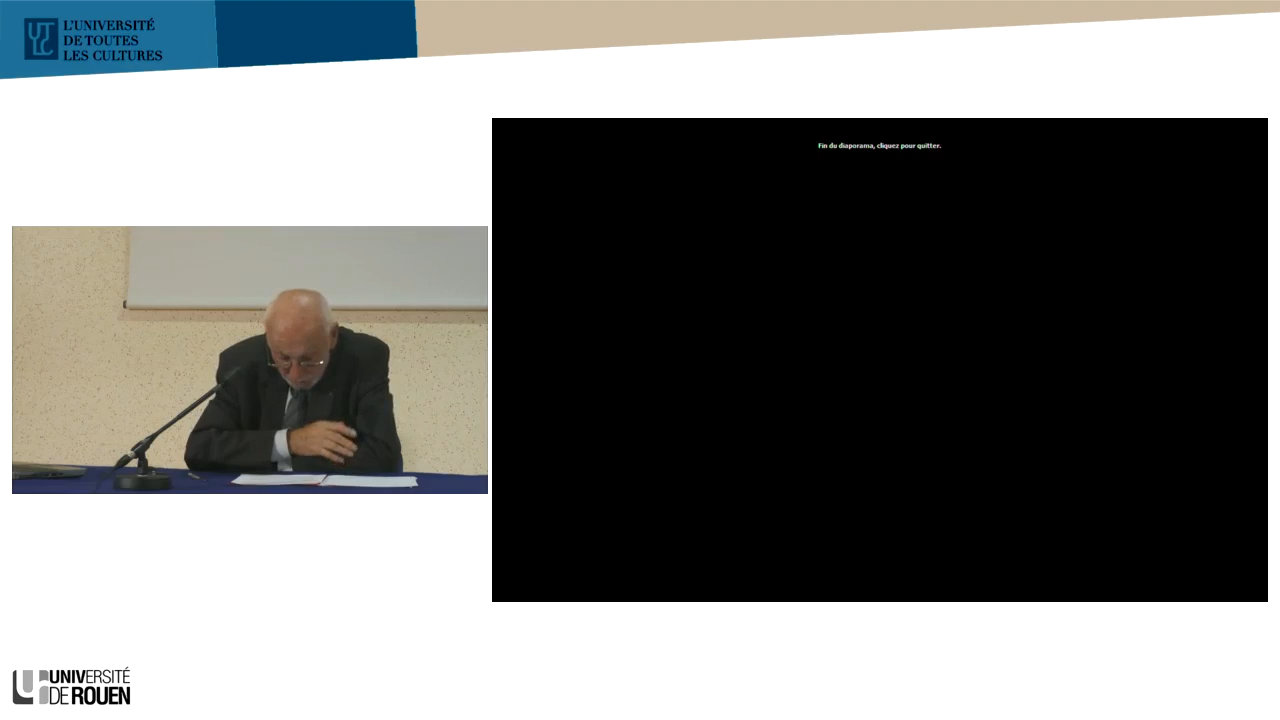 L'UNIVERSITÉ
DE TOUTES
LES CULTURES
Fin du diaporama, cliquez pour quitter.
UNIVERSITÉ
DE ROUEN